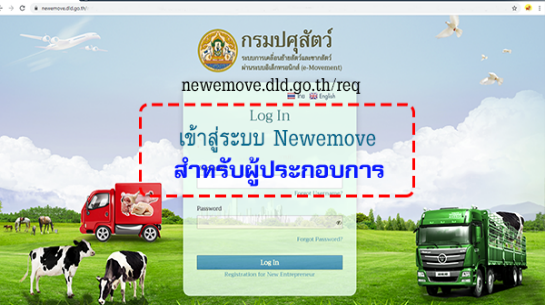 newemove.dld.go.th/
กรมปศุสัตว์
ระบบการเคลื่อนย้ายสัตว์และซากสัตว์
ผ่านระบบอิเล็กทรอนิกส์ (e-Movement)
newemove.dld.go.th/req
ไทย English
Log In
เข้าสู่ระบบ Newemove
สำหรับผู้ประกอบการ
Forgot Username?
Password
Forgot Password?
Log In
Registration for New Entrepreneur